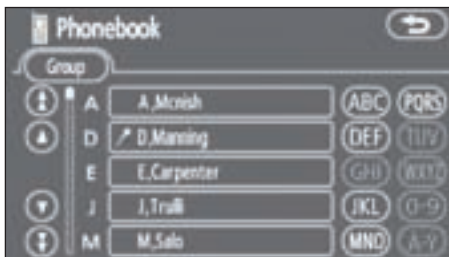 Phonebook
Group
A A,Mcnish ABC PQRS
D D,Manning DEF TUV
E E,Carpenter GHI WXYZ
J J,Trulli JKL 0-9
M M,Salo MNO